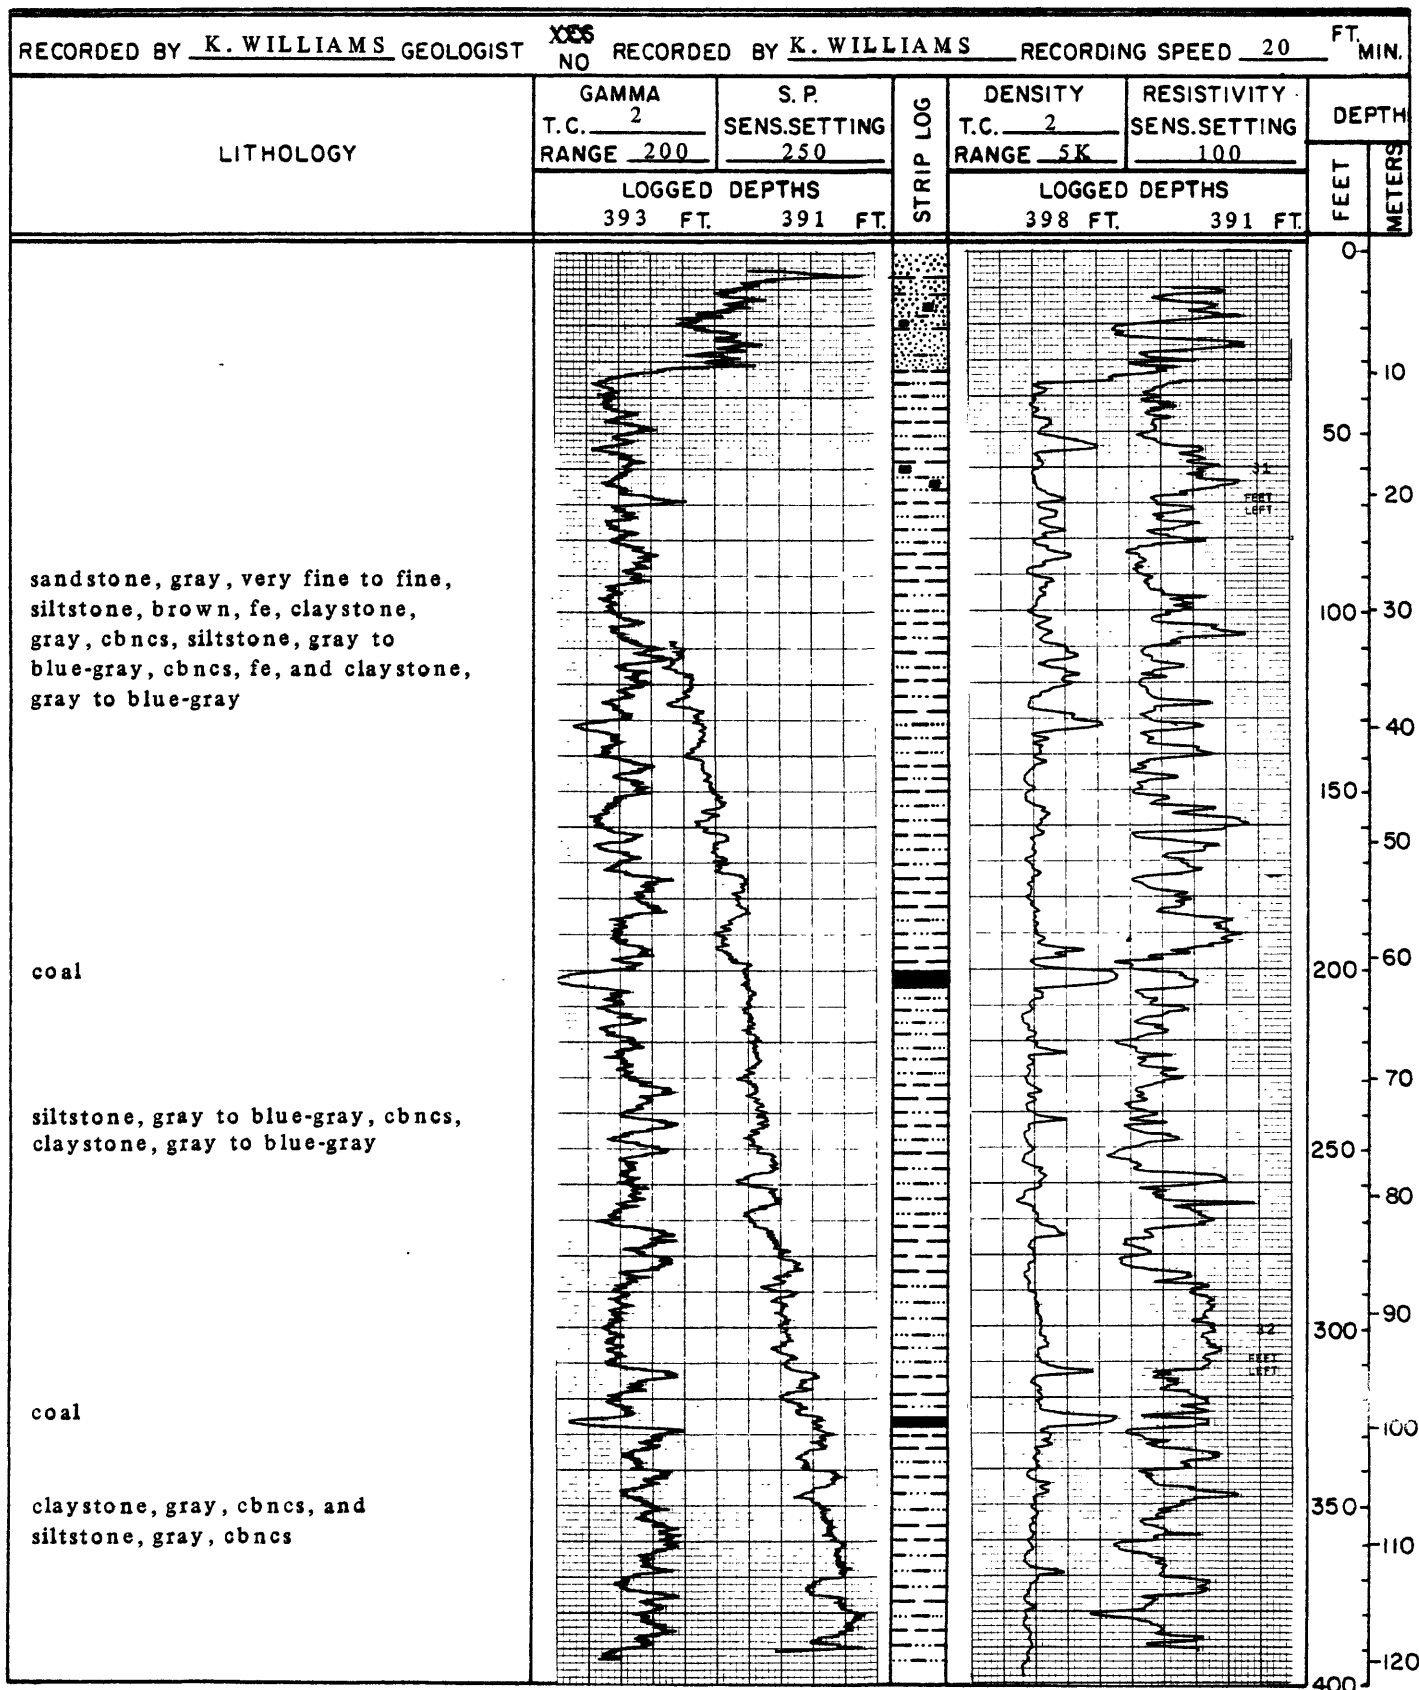 RECORDED BY K. WILLIAMS GEOLOGIST YES NO RECORDED BY K. WILLIAMS RECORDING SPEED 20 FT. MIN.
LITHOLOGY
GAMMA
T.C. 2
RANGE 200
S. P.
SENS.SETTING
250
LOGGED DEPTHS
393 FT. 391 FT.
STRIP LOG
DENSITY
T.C. 2
RANGE 5K
RESISTIVITY
SENS.SETTING
100
LOGGED DEPTHS
398 FT. 391 FT.
DEPTH
FEET
METERS
0
10
50
31
FEET
LEFT
20
sandstone, gray, very fine to fine,
siltstone, brown, fe, claystone,
gray, cbncs, siltstone, gray to
blue-gray, cbncs, fe, and claystone,
gray to blue-gray
100
30
40
150
50
60
coal
200
70
siltstone, gray to blue-gray, cbncs,
claystone, gray to blue-gray
250
80
90
300
32
FEET
LEFT
coal
100
claystone, gray, cbncs, and
siltstone, gray, cbncs
350
110
120
400